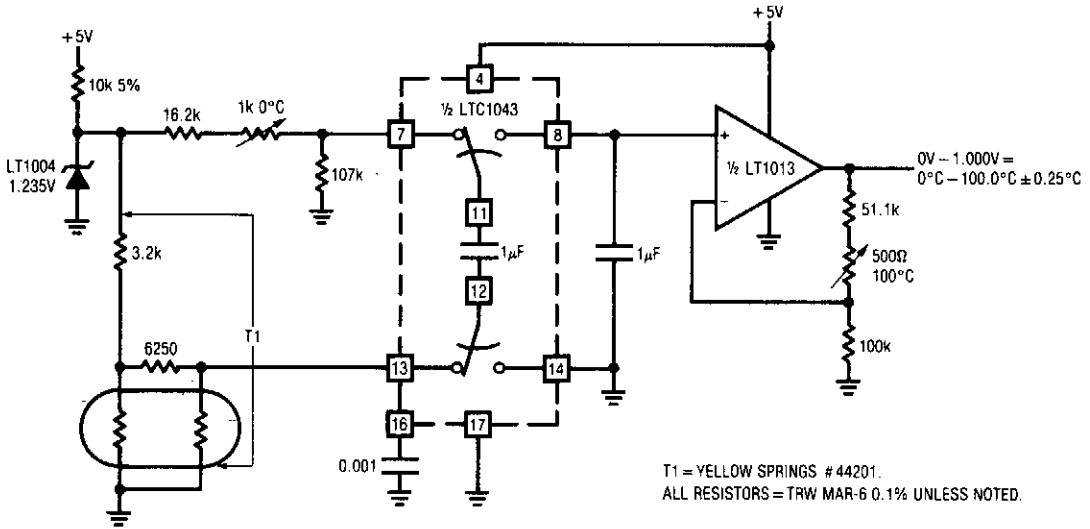 +5V
+5V
10k 5%
4
½ LTC1043
16.2k
1k 0°C
7
8
+
LT1004
1.235V
107k
½ LT1013
0V – 1.000V =
0°C – 100.0°C ± 0.25°C
11
−
51.1k
3.2k
1µF
1µF
500Ω
100°C
12
T1
6250
100k
13
14
16
17
0.001
T1 = YELLOW SPRINGS #44201.
ALL RESISTORS = TRW MAR-6 0.1% UNLESS NOTED.